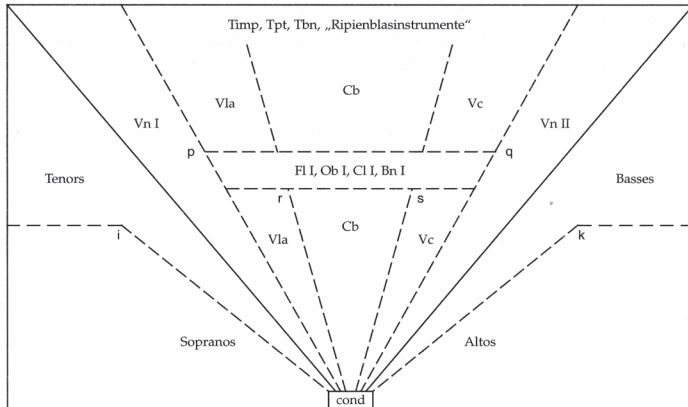 Timp, Tpt, Tbn, „Ripienblasinstrumente“
Vla
Cb
Vc
Vn I
Vn II
p
q
Tenors
Fl I, Ob I, Cl I, Bn I
Basses
r
s
i
k
Vla
Cb
Vc
Sopranos
Altos
cond